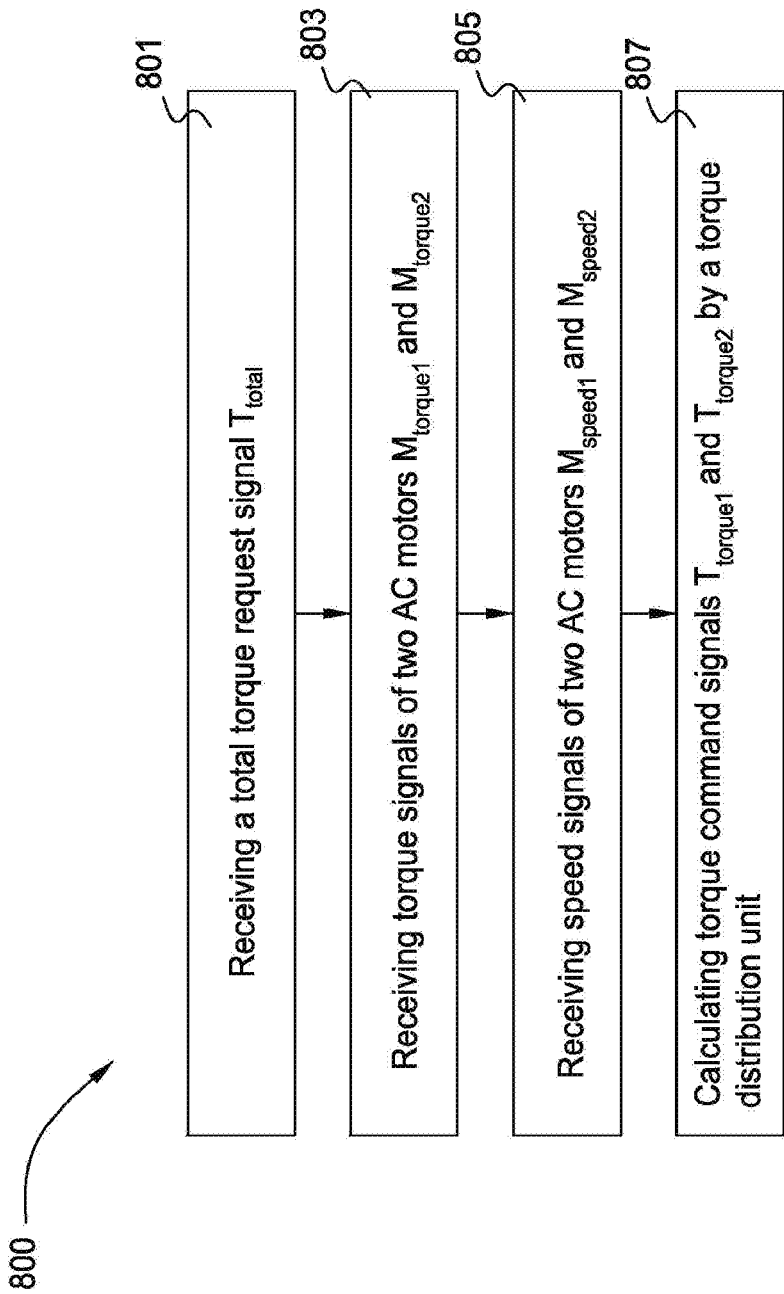 800
801
Receiving a total torque request signal T_total
803
Receiving torque signals of two AC motors M_torque1 and M_torque2
805
Receiving speed signals of two AC motors M_speed1 and M_speed2
807
Calculating torque command signals T_torque1 and T_torque2 by a torque
distribution unit